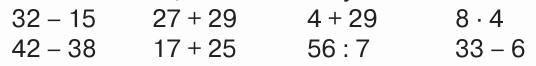 32 – 15 27 + 29 4 + 29 8 · 4
42 – 38 17 + 25 56 : 7 33 – 6